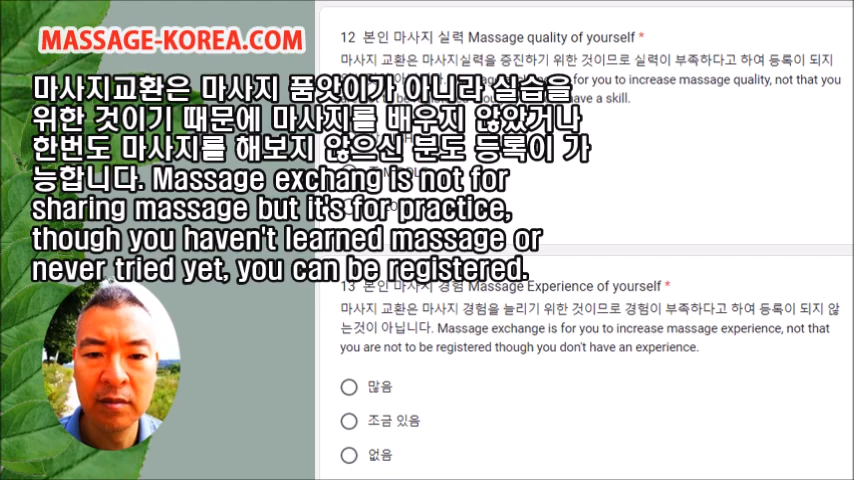 MASSAGE-KOREA.COM
마사지교환은 마사지 품앗이가 아니라 실습을
위한 것이기 때문에 마사지를 배우지 않았거나
한번도 마사지를 해보지 않으신 분도 등록이 가
능합니다. Massage exchang is not for
sharing massage but it's for practice,
though you haven't learned massage or
never tried yet, you can be registered.
12 본인 마사지 실력 Massage quality of yourself *
마사지 교환은 마사지실력을 증진하기 위한 것이므로 실력이 부족하다고 하여 등록이 되지
for you to increase massage quality, not that you
have a skill.
13 본인 마사지 경험 Massage Experience of yourself *
마사지 교환은 마사지 경험을 늘리기 위한 것이므로 경험이 부족하다고 하여 등록이 되지 않
는것이 아닙니다. Massage exchange is for you to increase massage experience, not that
you are not to be registered though you don't have an experience.
많음
조금 있음
없음